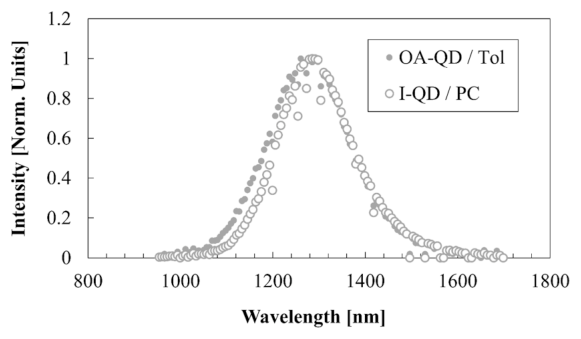 Intensity [Norm. Units]
1.2
1
0.8
0.6
0.4
0.2
0
OA-QD / Tol
I-QD / PC
800 1000 1200 1400 1600 1800
Wavelength [nm]